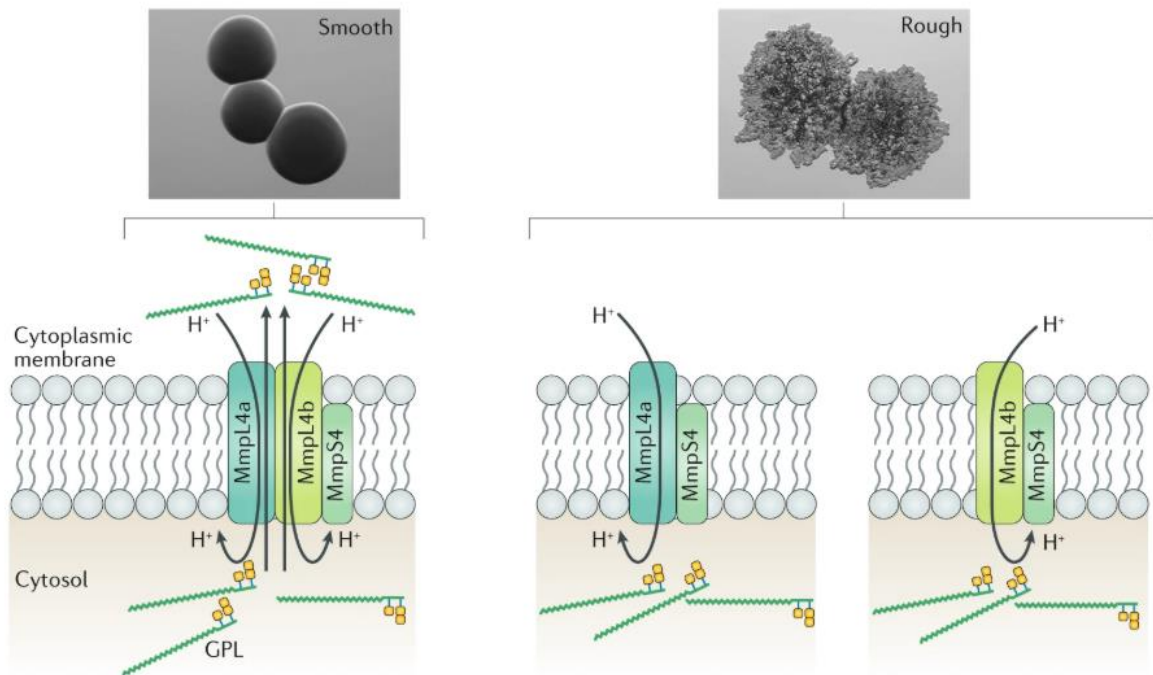 Smooth
Rough
H⁺
H⁺
H⁺
H⁺
Cytoplasmic
membrane
MmpL4a
MmpL4b
MmpS4
MmpL4a
MmpS4
MmpL4b
MmpS4
H⁺
H⁺
H⁺
H⁺
Cytosol
GPL